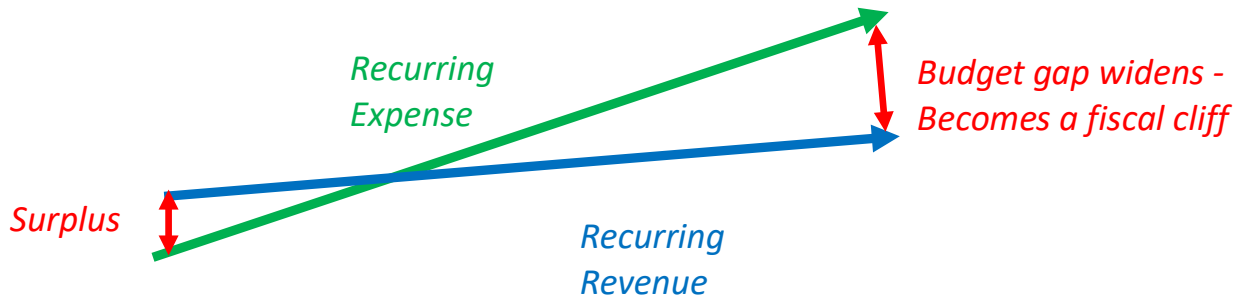 Recurring
Expense
Budget gap widens -
Becomes a fiscal cliff
Surplus
Recurring
Revenue